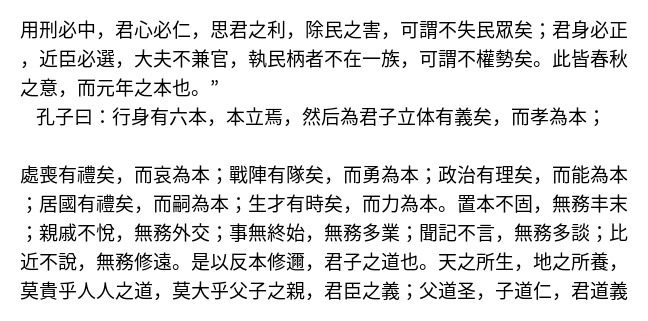 用刑必中，君心必仁，思君之利，除民之害，可謂不失民眾矣；君身必正
，近臣必選，大夫不兼官，執民柄者不在一族，可謂不權勢矣。此皆春秋
之意，而元年之本也。”
孔子曰：行身有六本，本立焉，然后為君子立体有義矣，而孝為本；
處喪有禮矣，而哀為本；戰陣有隊矣，而勇為本；政治有理矣，而能為本
；居國有禮矣，而嗣為本；生才有時矣，而力為本。置本不固，無務丰末
；親戚不悅，無務外交；事無終始，無務多業；聞記不言，無務多談；比
近不說，無務修遠。是以反本修邇，君子之道也。天之所生，地之所養，
莫貴乎人人之道，莫大乎父子之親，君臣之義；父道圣，子道仁，君道義